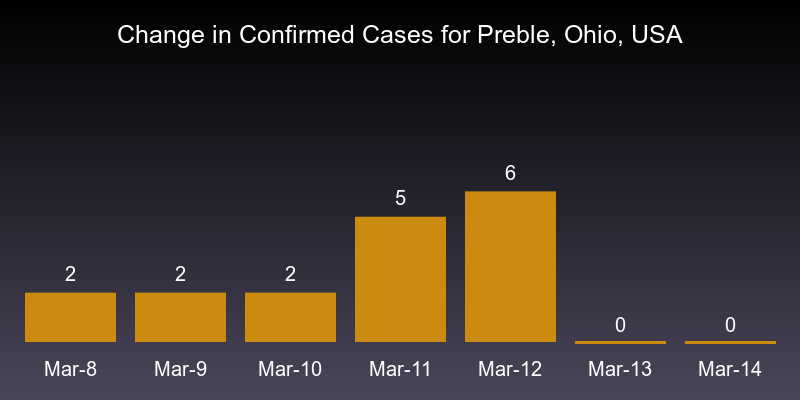 Change in Confirmed Cases for Preble, Ohio, USA
2 2 2 5 6 0 0
Mar-8 Mar-9 Mar-10 Mar-11 Mar-12 Mar-13 Mar-14